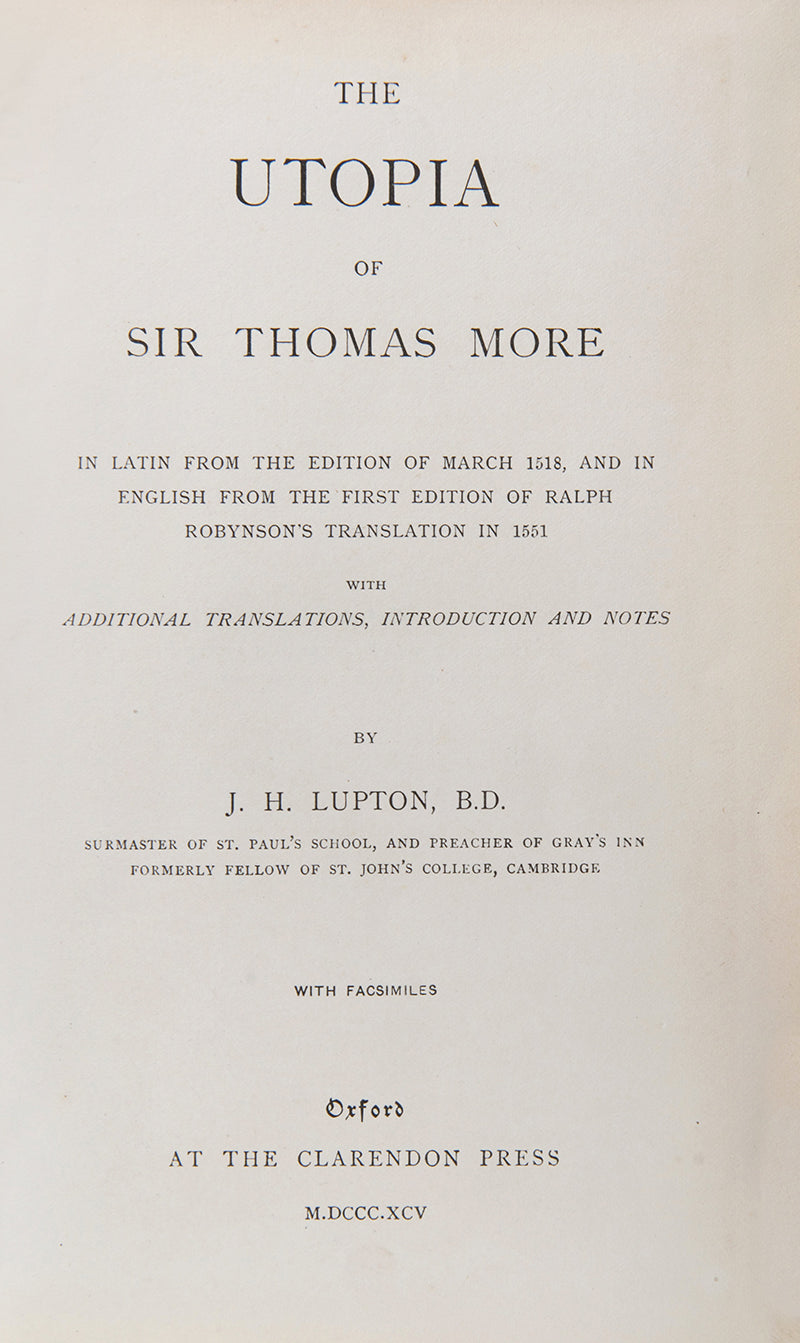 THE
UTOPIA
OF
SIR THOMAS MORE
IN LATIN FROM THE EDITION OF MARCH 1518, AND IN
ENGLISH FROM THE FIRST EDITION OF RALPH
ROBYNSON'S TRANSLATION IN 1551
WITH
ADDITIONAL TRANSLATIONS, INTRODUCTION AND NOTES
BY
J. H. LUPTON, B.D.
SURMASTER OF ST. PAUL'S SCHOOL, AND PREACHER OF GRAY'S INN
FORMERLY FELLOW OF ST. JOHN'S COLLEGE, CAMBRIDGE
WITH FACSIMILES
Oxford
AT THE CLARENDON PRESS
M.DCCC.XCV